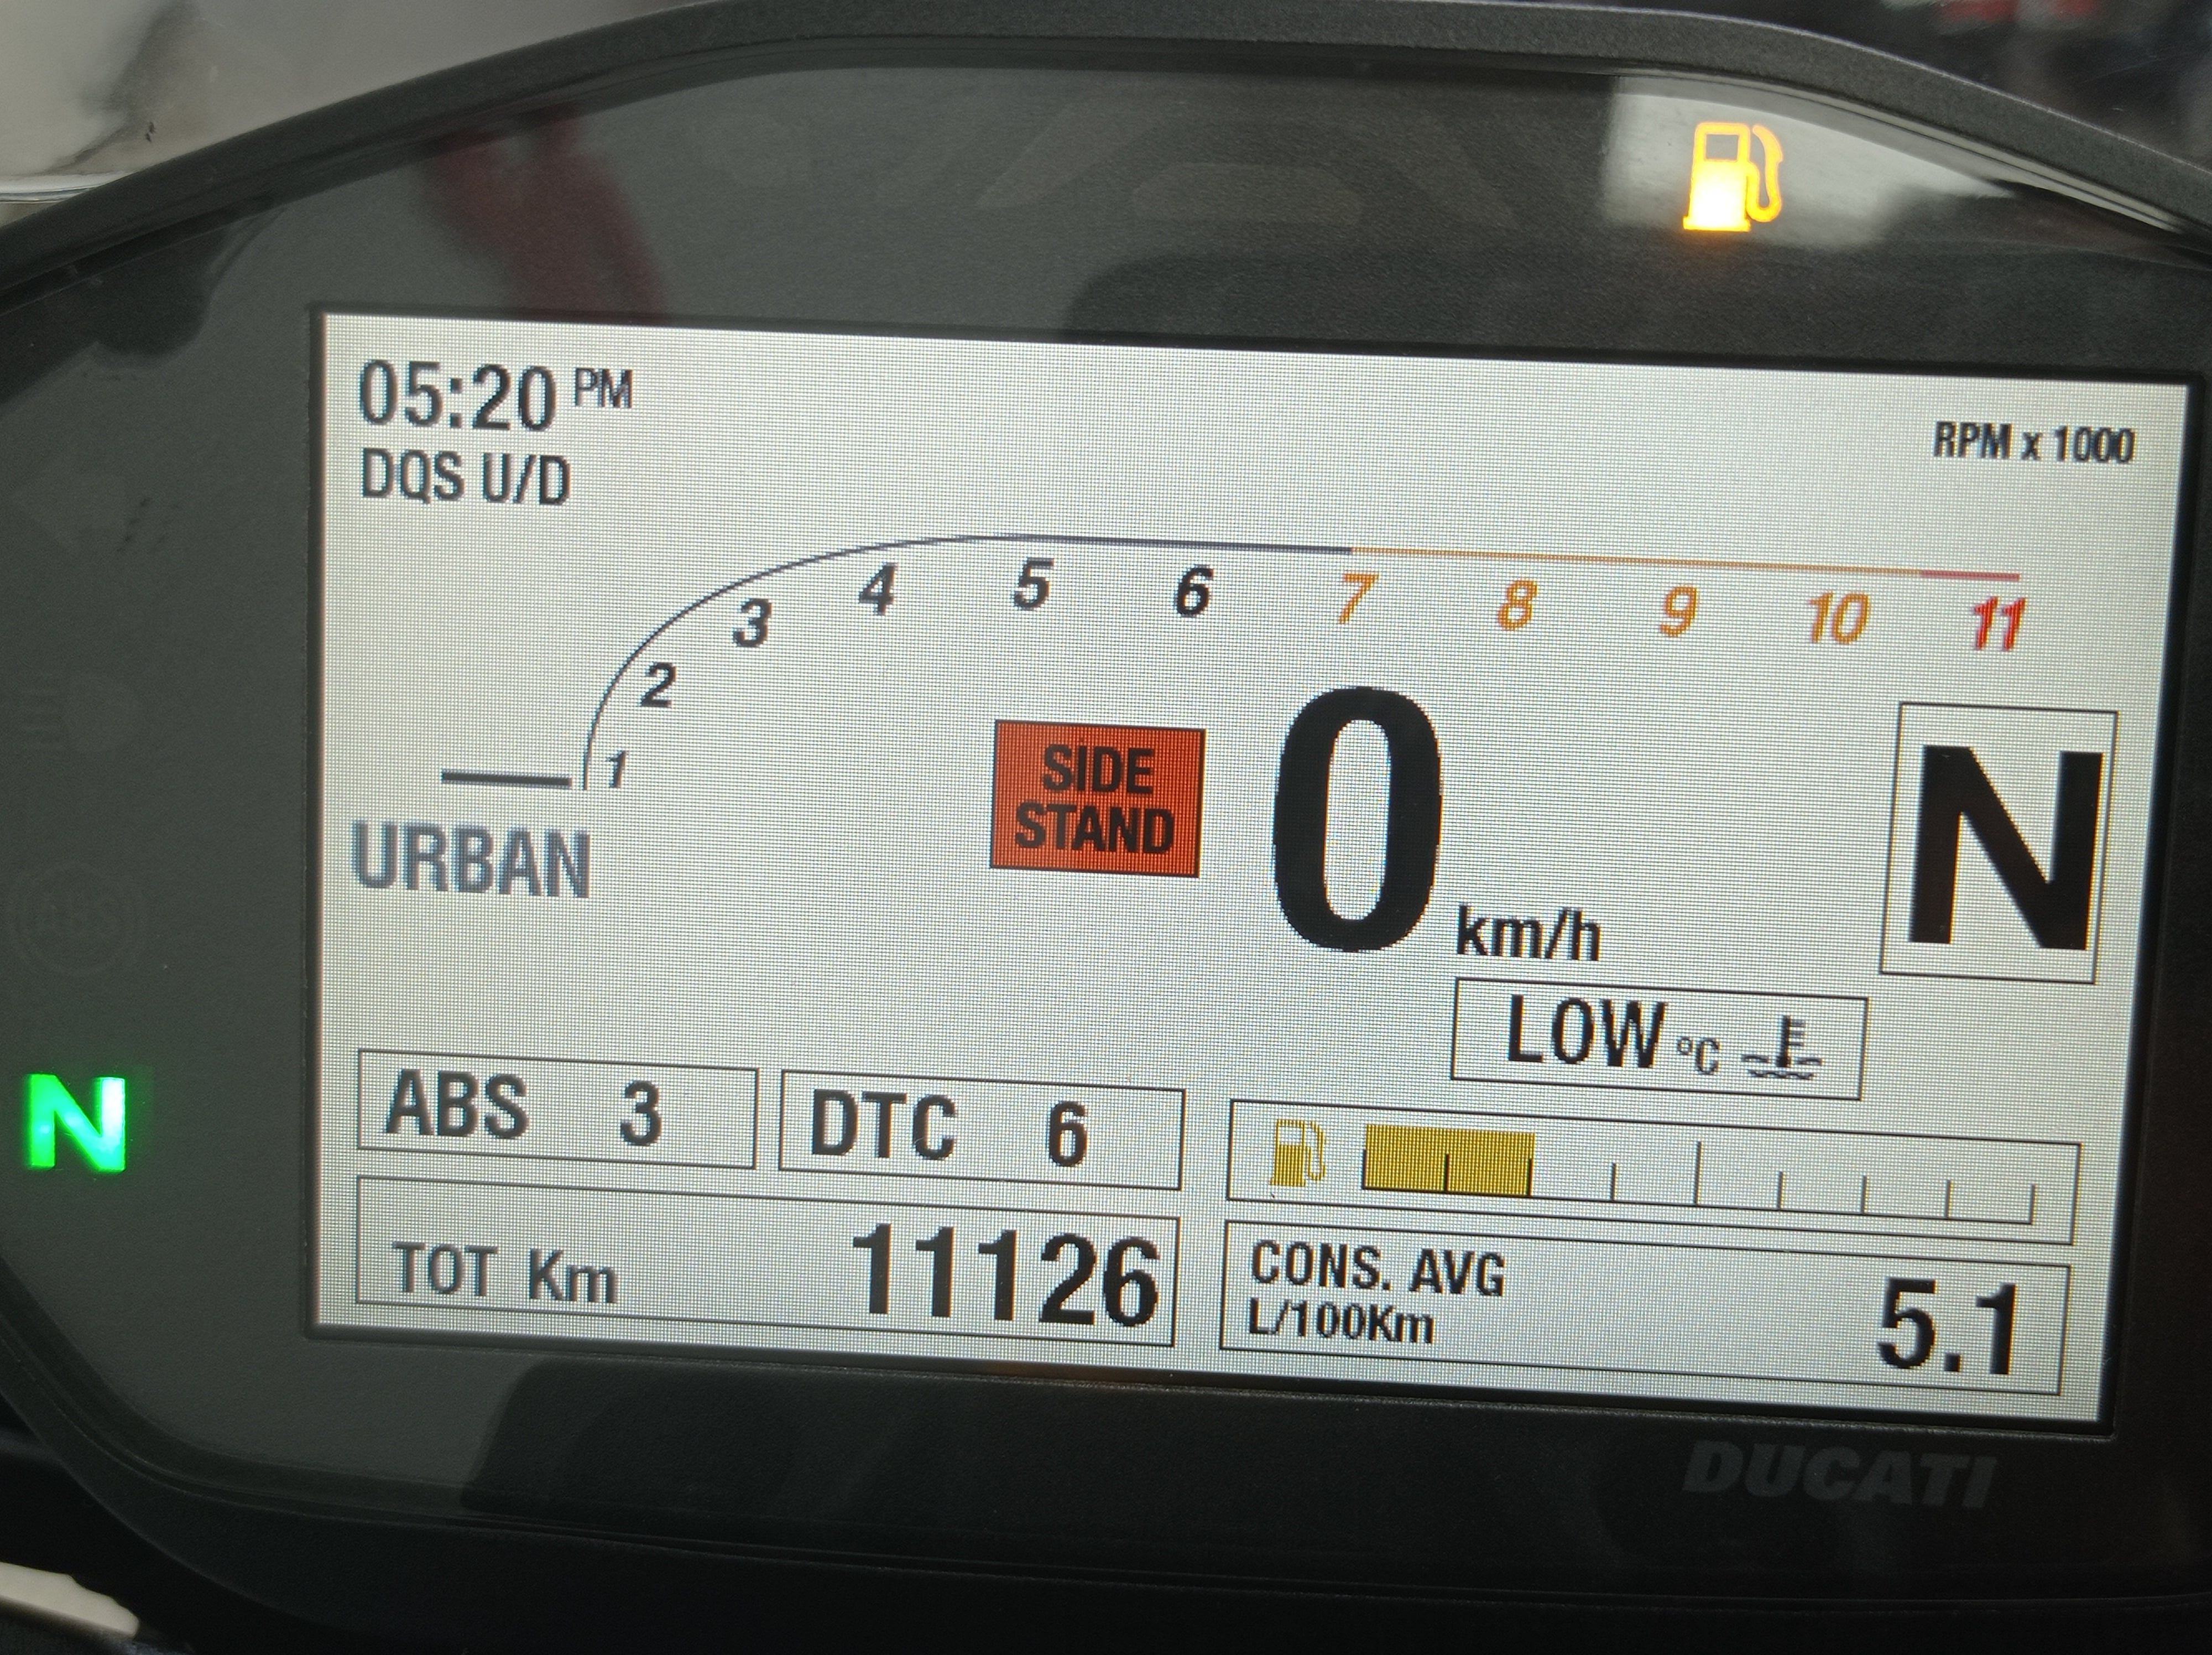 05:20 PM
DQS U/D
RPM x 1000
1 2 3 4 5 6 7 8 9 10 11
SIDE
STAND
0 km/h
N
URBAN
LOW °C
N
ABS 3
DTC 6
TOT Km 11126
CONS. AVG
L/100Km
5.1
DUCATI